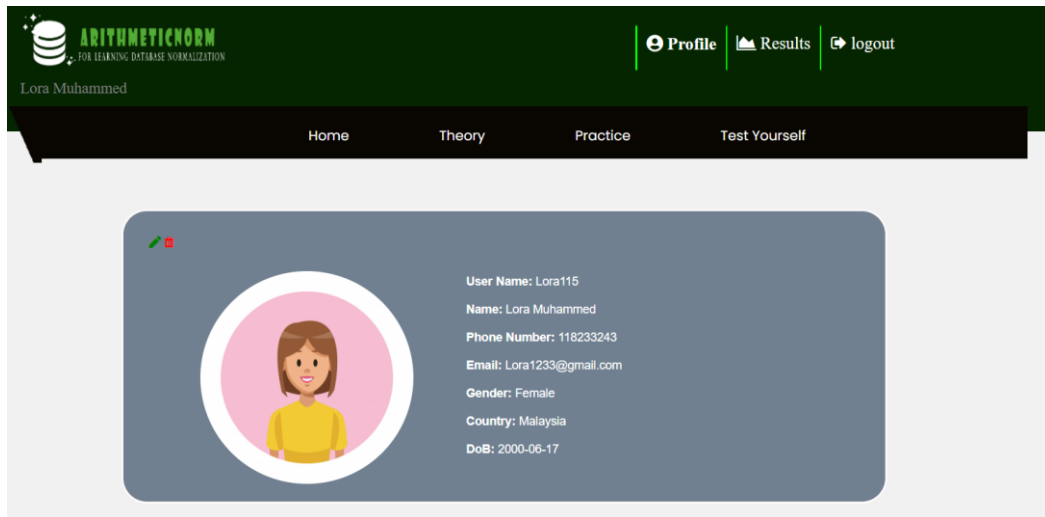 ARITHMETICNORM
FOR LEARNING DATABASE NORMALIZATION
Profile
Results
logout
Lora Muhammed
Home
Theory
Practice
Test Yourself
User Name: Lora115
Name: Lora Muhammed
Phone Number: 118233243
Email: Lora1233@gmail.com
Gender: Female
Country: Malaysia
DoB: 2000-06-17